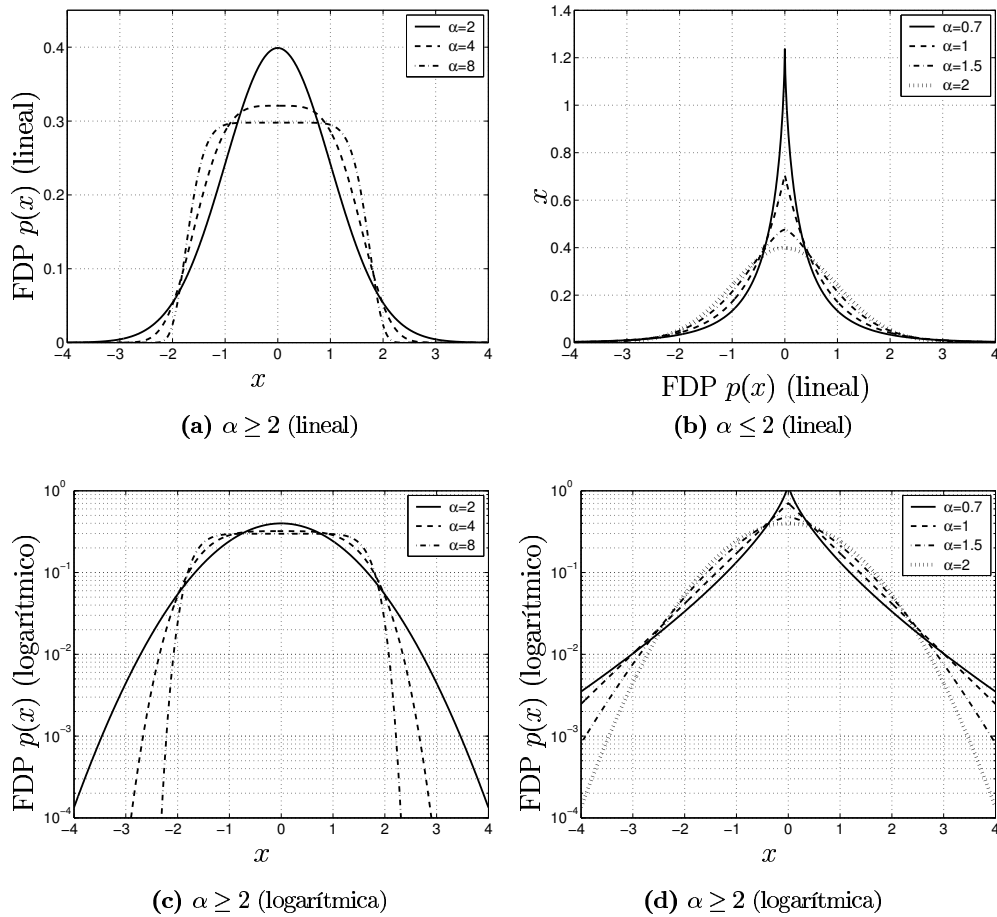 FDP p(x) (lineal)
0.4
0.3
0.2
0.1
0
−4 −3 −2 −1 0 1 2 3 4
α=2
α=4
α=8
x
(a) α ≥ 2 (lineal)
x
1.4
1.2
1
0.8
0.6
0.4
0.2
0
−4 −3 −2 −1 0 1 2 3 4
α=0.7
α=1
α=1.5
α=2
FDP p(x) (lineal)
(b) α ≤ 2 (lineal)
FDP p(x) (logarítmico)
10⁰
10⁻¹
10⁻²
10⁻³
10⁻⁴
−4 −3 −2 −1 0 1 2 3 4
α=2
α=4
α=8
x
(c) α ≥ 2 (logarítmica)
FDP p(x) (logarítmico)
10⁰
10⁻¹
10⁻²
10⁻³
10⁻⁴
−4 −3 −2 −1 0 1 2 3 4
α=0.7
α=1
α=1.5
α=2
x
(d) α ≥ 2 (logarítmica)